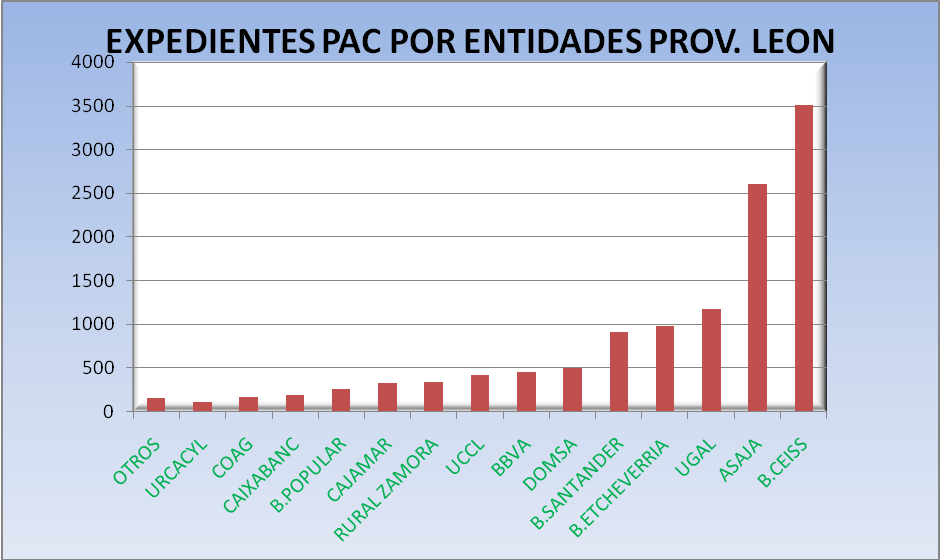 EXPEDIENTES PAC POR ENTIDADES PROV. LEON
4000
3500
3000
2500
2000
1500
1000
500
0
OTROS
URCACYL
COAG
CAIXABANC
B.POPULAR
CAJAMAR
RURAL ZAMORA
UCCL
BBVA
DOMSA
B.SANTANDER
B.ETCHEVERRIA
UGAL
ASAJA
B.CEISS